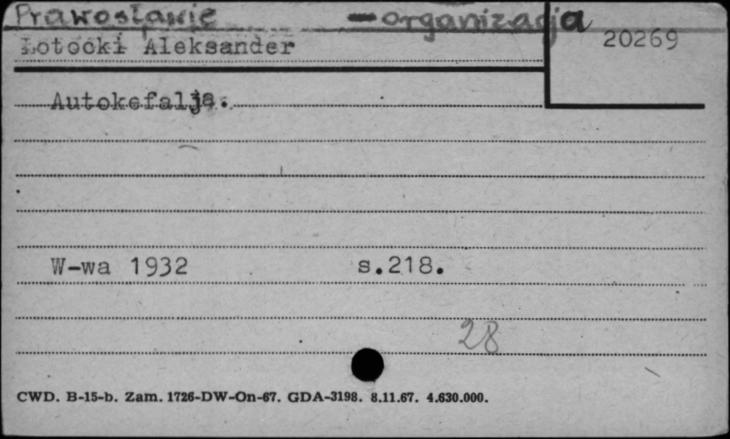 Prawosławie - organizacja
Łotocki Aleksander
20269
Autokefalja.
W-wa 1932 s.218.
28
CWD. B-15-b. Zam. 1726-DW-On-67. GDA-3198. 8.11.67. 4.630.000.